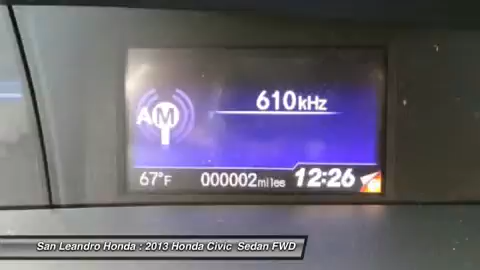 610kHz
AM
67°F 000002miles 12:26
San Leandro Honda : 2013 Honda Civic Sedan FWD